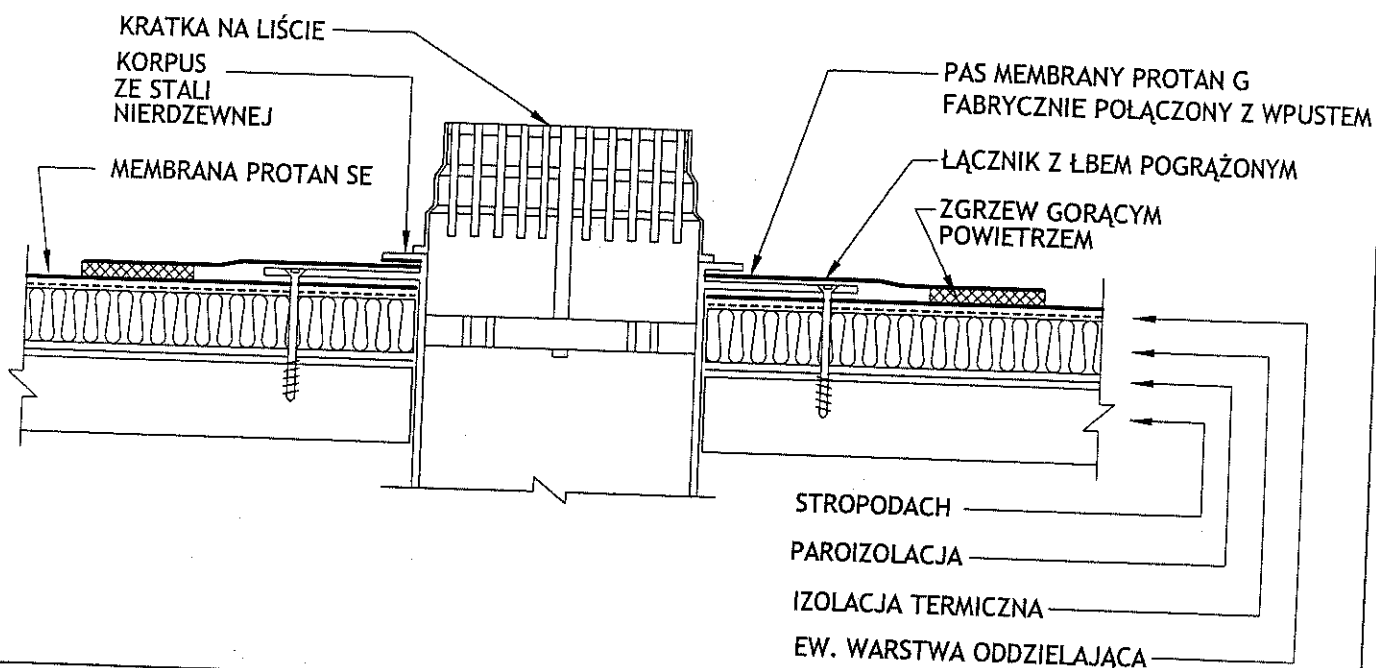 KRATKA NA LIŚCIE
KORPUS
ZE STALI
NIERDZEWNEJ
MEMBRANA PROTAN SE
PAS MEMBRANY PROTAN G
FABRYCZNIE POŁĄCZONY Z WPUSTEM
ŁĄCZNIK Z ŁBEM POGRĄŻONYM
ZGRZEW GORĄCYM
POWIETRZEM
STROPODACH
PAROIZOLACJA
IZOLACJA TERMICZNA
EW. WARSTWA ODDZIELAJĄCA